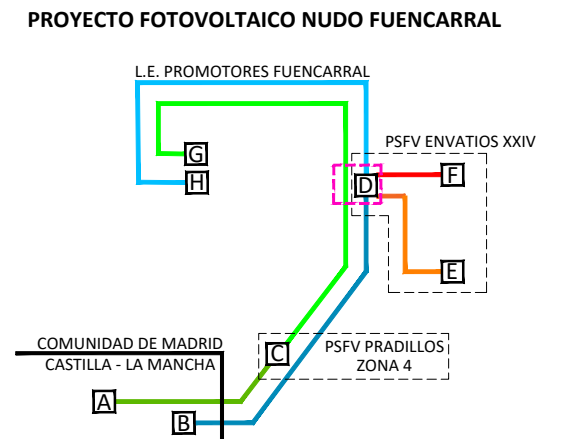 PROYECTO FOTOVOLTAICO NUDO FUENCARRAL
L.E. PROMOTORES FUENCARRAL
PSFV ENVATIOS XXIV
G
F
H
D
E
COMUNIDAD DE MADRID
CASTILLA - LA MANCHA
C
PSFV PRADILLOS
ZONA 4
A
B